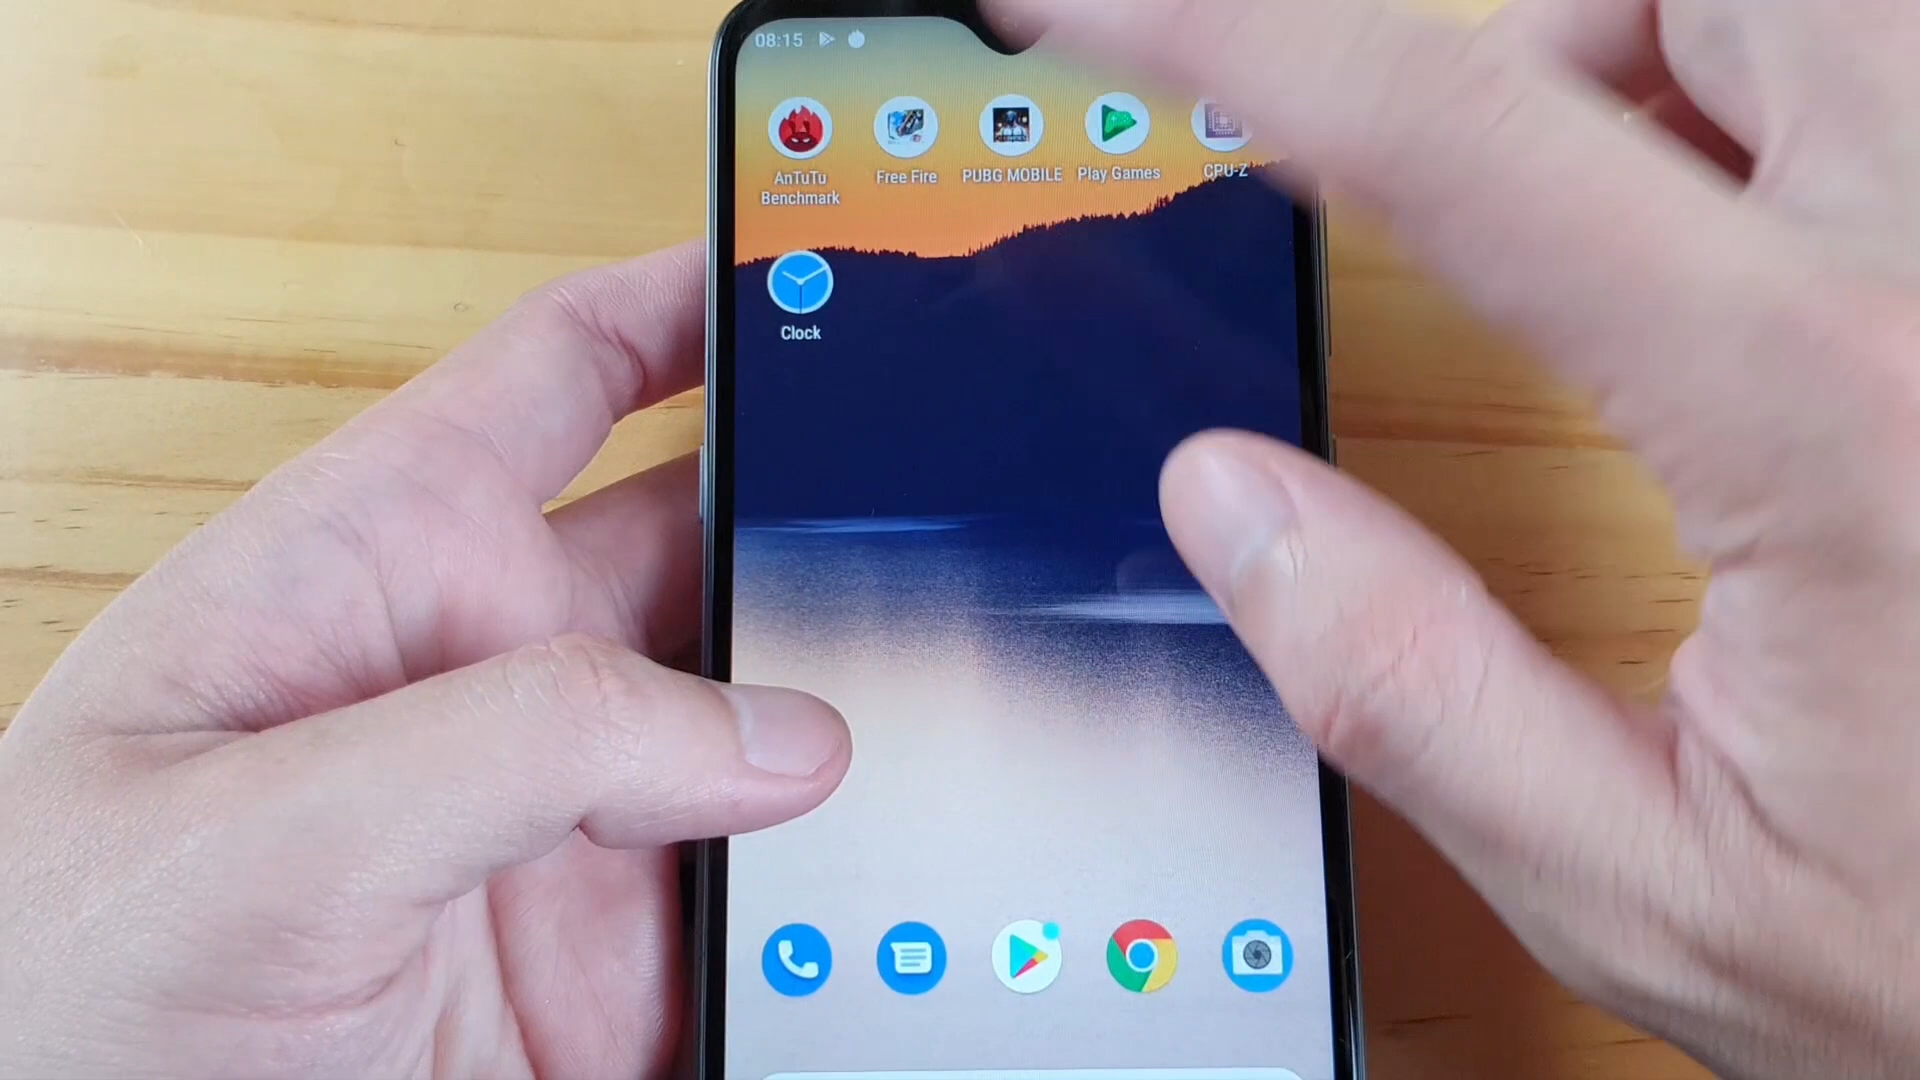 08:15
AnTuTu
Benchmark
Free Fire
PUBG MOBILE
Play Games
CPU-Z
Clock